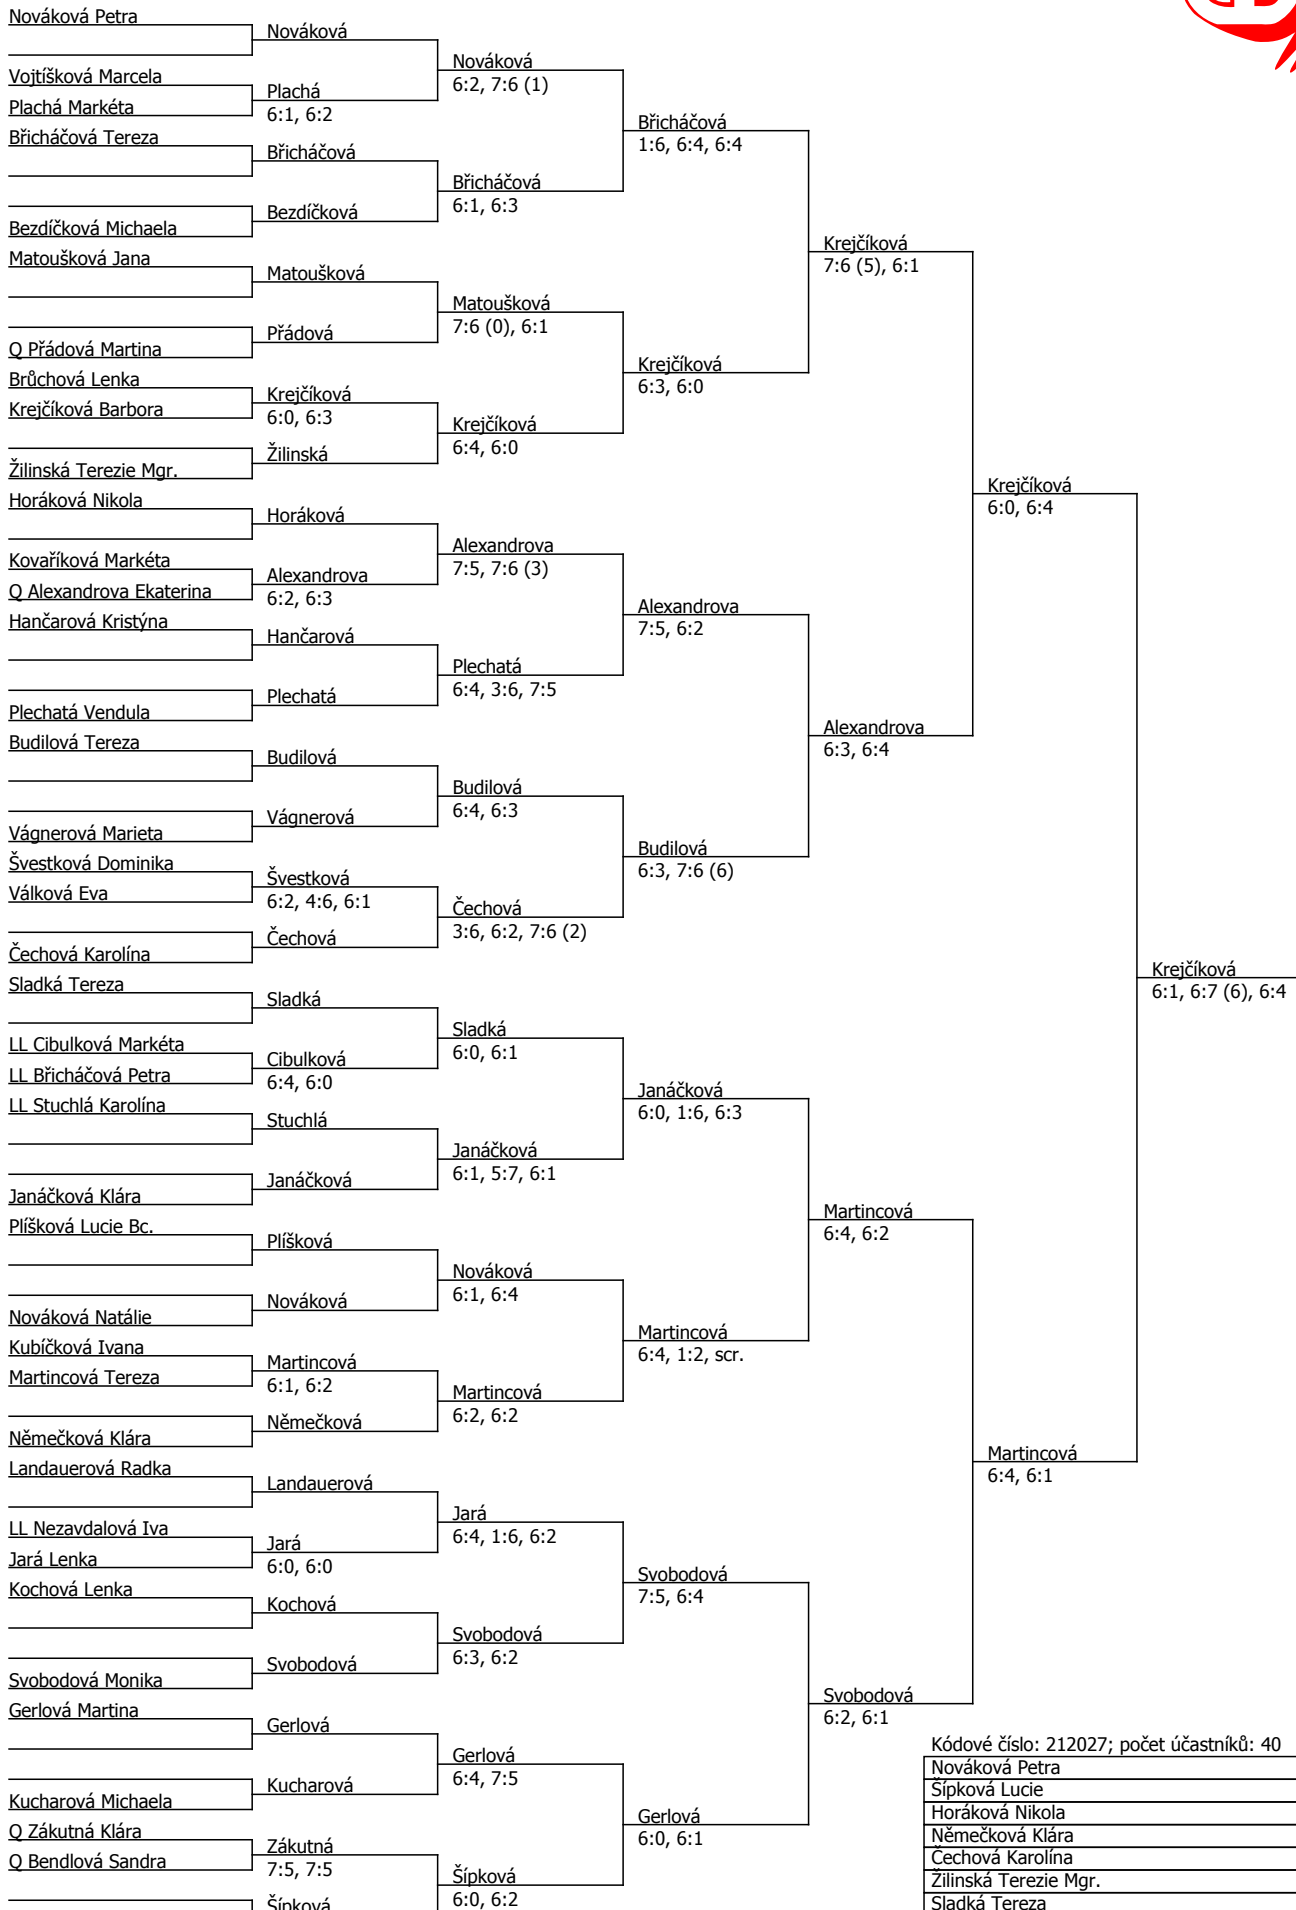 Nováková Petra
Nováková
Nováková
6:2, 7:6 (1)
Vojtíšková Marcela
Plachá Markéta
Plachá
6:1, 6:2
Břicháčová
1:6, 6:4, 6:4
Břicháčová Tereza
Břicháčová
Břicháčová
6:1, 6:3
Bezdíčková
Bezdíčková Michaela
Krejčíková
7:6 (5), 6:1
Matoušková Jana
Matoušková
Matoušková
7:6 (0), 6:1
Přádová
Q Přádová Martina
Krejčíková
6:3, 6:0
Brůchová Lenka
Krejčíková Barbora
Krejčíková
6:0, 6:3
Krejčíková
6:4, 6:0
Žilinská
Žilinská Terezie Mgr.
Krejčíková
6:0, 6:4
Horáková Nikola
Horáková
Alexandrova
7:5, 7:6 (3)
Kovaříková Markéta
Q Alexandrova Ekaterina
Alexandrova
6:2, 6:3
Alexandrova
7:5, 6:2
Hančarová Kristýna
Hančarová
Plechatá
6:4, 3:6, 7:5
Plechatá
Plechatá Vendula
Alexandrova
6:3, 6:4
Budilová Tereza
Budilová
Budilová
6:4, 6:3
Vágnerová
Vágnerová Marieta
Budilová
6:3, 7:6 (6)
Švestková Dominika
Válková Eva
Švestková
6:2, 4:6, 6:1
Čechová
3:6, 6:2, 7:6 (2)
Čechová
Čechová Karolína
Krejčíková
6:1, 6:7 (6), 6:4
Sladká Tereza
Sladká
Sladká
6:0, 6:1
LL Cibulková Markéta
LL Břicháčová Petra
Cibulková
6:4, 6:0
Janáčková
6:0, 1:6, 6:3
LL Stuchlá Karolína
Stuchlá
Janáčková
6:1, 5:7, 6:1
Janáčková
Janáčková Klára
Martincová
6:4, 6:2
Plíšková Lucie Bc.
Plíšková
Nováková
6:1, 6:4
Nováková
Nováková Natálie
Martincová
6:4, 1:2, scr.
Kubíčková Ivana
Martincová Tereza
Martincová
6:1, 6:2
Martincová
6:2, 6:2
Němečková
Němečková Klára
Martincová
6:4, 6:1
Landauerová Radka
Landauerová
Jará
6:4, 1:6, 6:2
LL Nezavdalová Iva
Jará Lenka
Jará
6:0, 6:0
Svobodová
7:5, 6:4
Kochová Lenka
Kochová
Svobodová
6:3, 6:2
Svobodová
Svobodová Monika
Svobodová
6:2, 6:1
Gerlová Martina
Gerlová
Gerlová
6:4, 7:5
Kucharová
Kucharová Michaela
Gerlová
6:0, 6:1
Q Zákutná Klára
Q Bendlová Sandra
Zákutná
7:5, 7:5
Šípková
6:0, 6:2
Šípková
Kódové číslo: 212027; počet účastníků: 40
Nováková Petra
Šípková Lucie
Horáková Nikola
Němečková Klára
Čechová Karolína
Žilinská Terezie Mgr.
Sladká Tereza